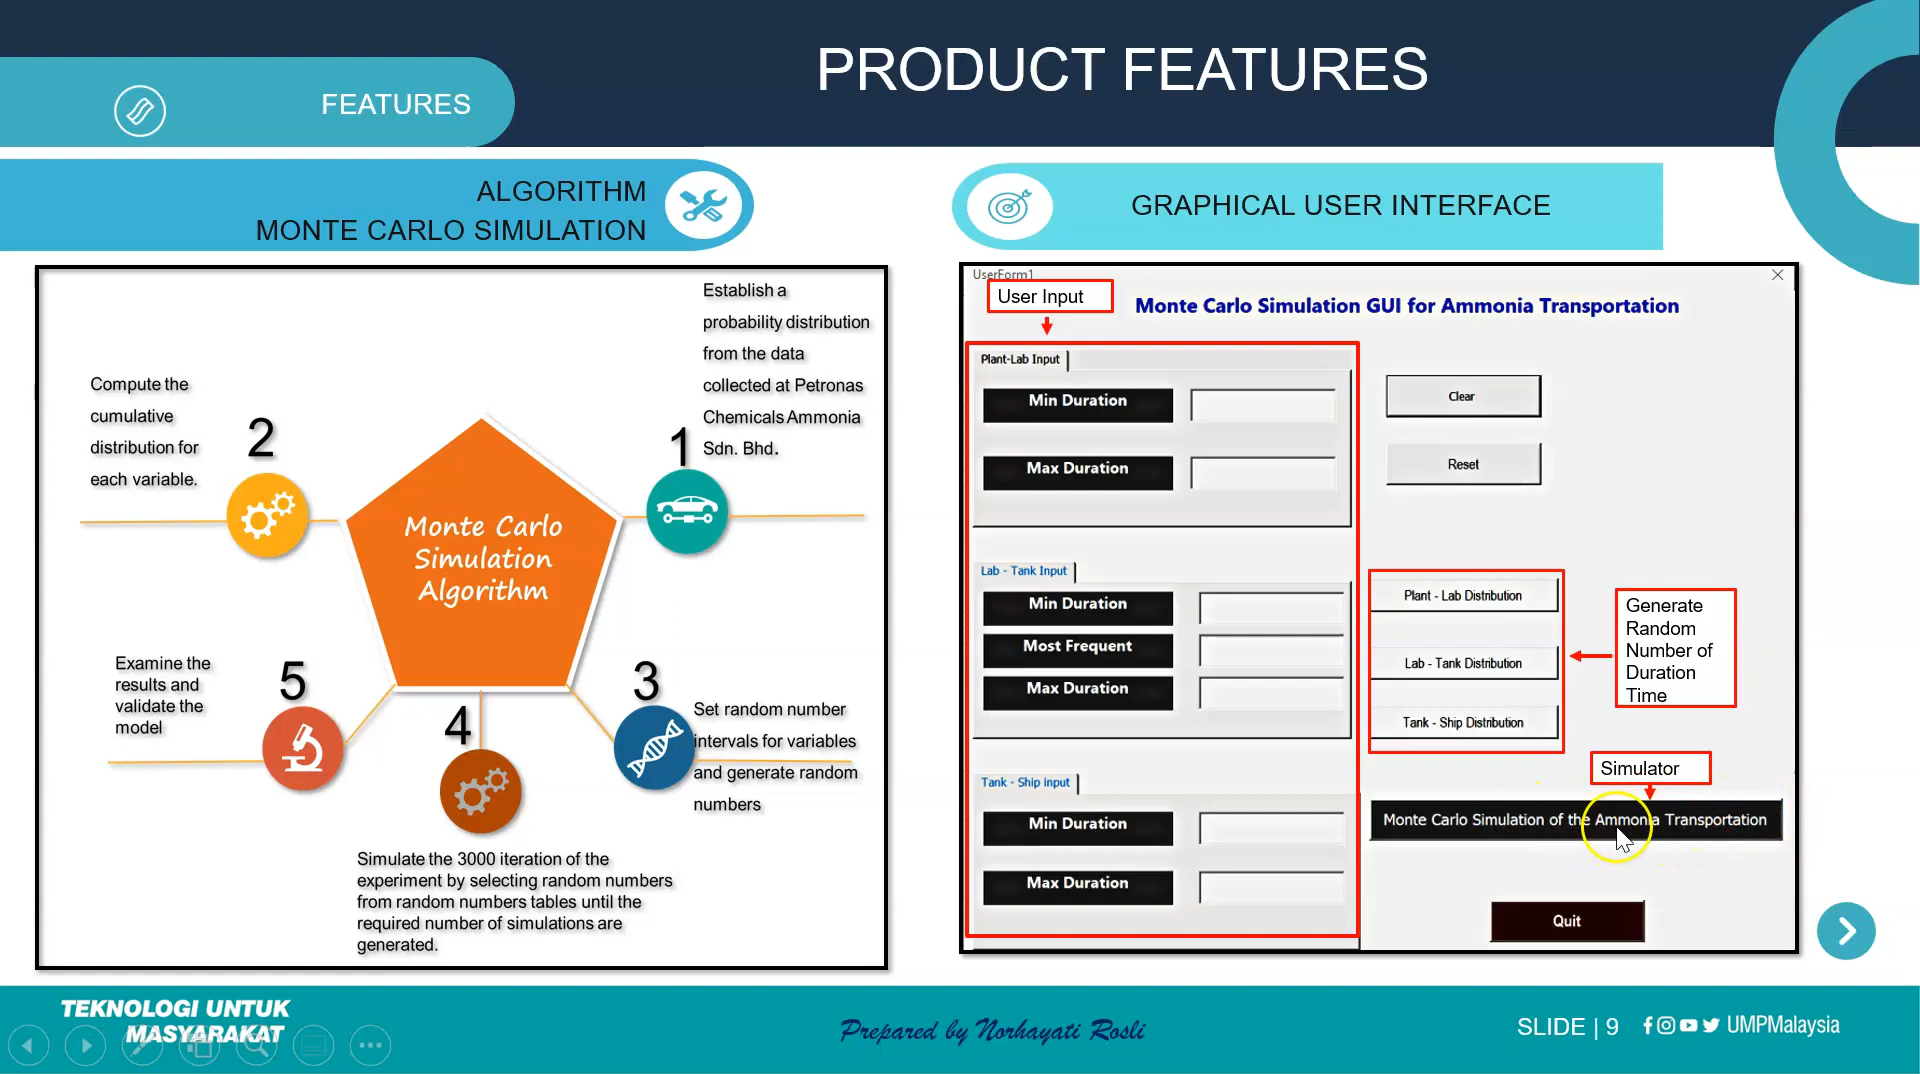 PRODUCT FEATURES
FEATURES
ALGORITHM
MONTE CARLO SIMULATION
GRAPHICAL USER INTERFACE
Establish a
probability distribution
from the data
collected at Petronas
Chemicals Ammonia
Sdn. Bhd.
1
Compute the
cumulative
distribution for
each variable.
2
Monte Carlo
Simulation
Algorithm
Examine the
results and
validate the
model
5
4
3
Set random number
intervals for variables
and generate random
numbers
Simulate the 3000 iteration of the
experiment by selecting random numbers
from random numbers tables until the
required number of simulations are
generated.
UserForm1
User Input
Monte Carlo Simulation GUI for Ammonia Transportation
Plant-Lab Input
Min Duration
Max Duration
Clear
Reset
Lab - Tank Input
Min Duration
Most Frequent
Max Duration
Plant - Lab Distribution
Lab - Tank Distribution
Tank - Ship Distribution
Generate
Random
Number of
Duration
Time
Tank - Ship input
Min Duration
Max Duration
Simulator
Monte Carlo Simulation of the Ammonia Transportation
Quit
TEKNOLOGI UNTUK
MASYARAKAT
Prepared by Norhayati Rosli
SLIDE | 9
UMPMalaysia